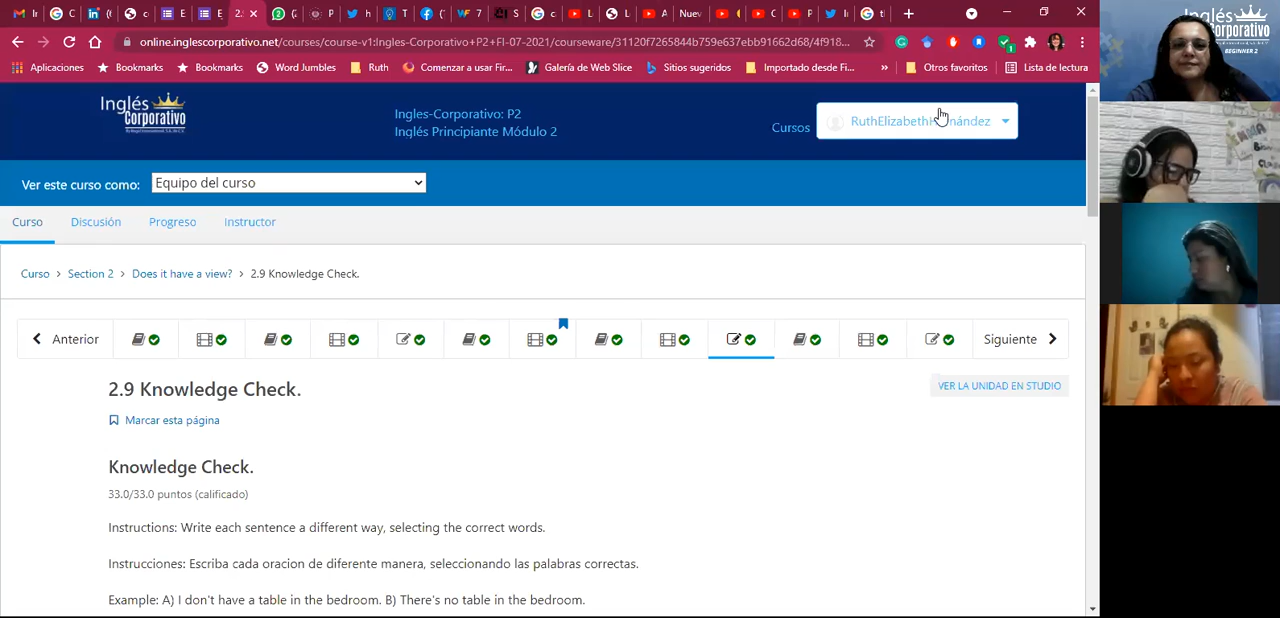 online.inglescorporativo.net/courses/course-v1:Ingles-Corporativo+P2+FI-07-2021/courseware/31120f7265844b759e637ebb91662d68/4f918...
Aplicaciones Bookmarks Bookmarks Word Jumbles Ruth Comenzar a usar Fir... Galería de Web Slice Sitios sugeridos Importado desde Fi... » Otros favoritos Lista de lectura
Inglés
Corporativo
Ingles-Corporativo: P2
Inglés Principiante Módulo 2
Cursos
Ver este curso como: Equipo del curso
Curso Discusión Progreso Instructor
Curso > Section 2 > Does it have a view? > 2.9 Knowledge Check.
Anterior Siguiente
2.9 Knowledge Check.
VER LA UNIDAD EN STUDIO
Marcar esta página
Knowledge Check.
33.0/33.0 puntos (calificado)
Instructions: Write each sentence a different way, selecting the correct words.
Instrucciones: Escriba cada oracion de diferente manera, seleccionando las palabras correctas.
Example: A) I don't have a table in the bedroom. B) There's no table in the bedroom.
Inglés
Corporativo
BEGINNER 2